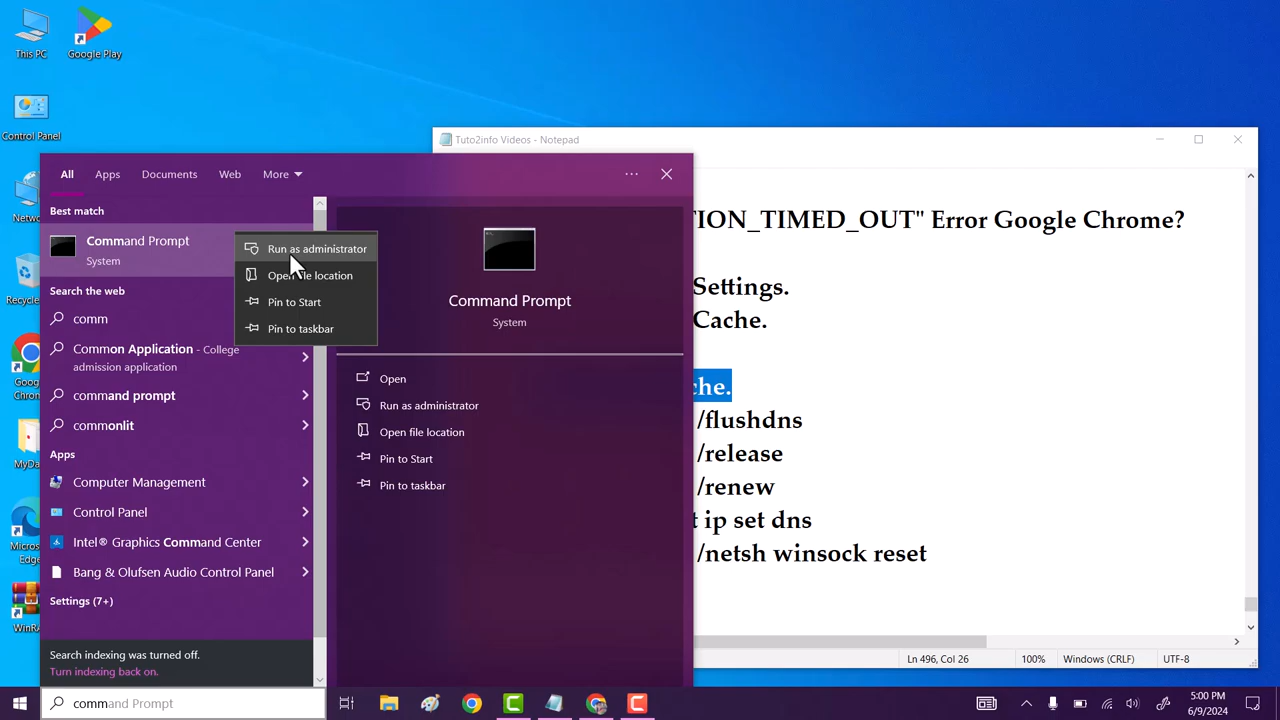 This PC
Google Play
Control Panel
Netw
Recycle
Goog
Chron
MyDa
Micros
Edge
WinRA
Tuto2info Videos - Notepad
TION_TIMED_OUT" Error Google Chrome?
Settings.
Cache.
che.
/flushdns
/release
/renew
t ip set dns
/netsh winsock reset
Ln 496, Col 26
100%
Windows (CRLF)
UTF-8
All
Apps
Documents
Web
More
Best match
Command Prompt
System
Search the web
comm
Common Application - College
admission application
command prompt
commonlit
Apps
Computer Management
Control Panel
Intel® Graphics Command Center
Bang & Olufsen Audio Control Panel
Settings (7+)
Search indexing was turned off.
Turn indexing back on.
Run as administrator
Open file location
Pin to Start
Pin to taskbar
Command Prompt
System
Open
Run as administrator
Open file location
Pin to Start
Pin to taskbar
command Prompt
5:00 PM
6/9/2024